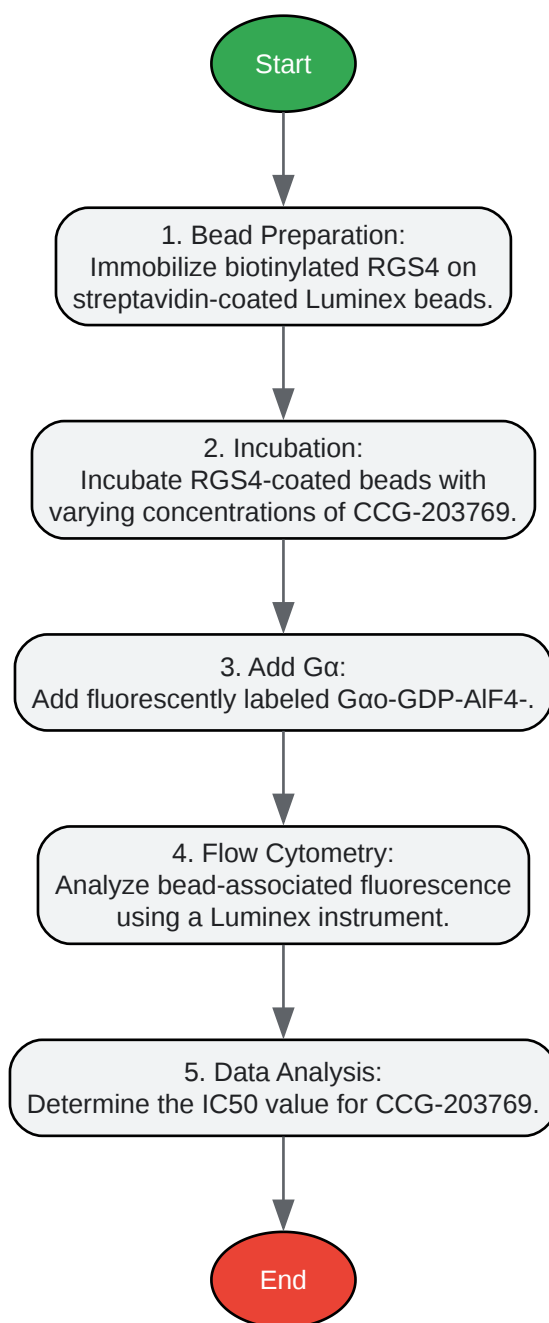 Start
1. Bead Preparation:
Immobilize biotinylated RGS4 on
streptavidin-coated Luminex beads.
2. Incubation:
Incubate RGS4-coated beads with
varying concentrations of CCG-203769.
3. Add Gα:
Add fluorescently labeled Gαo-GDP-AlF4-.
4. Flow Cytometry:
Analyze bead-associated fluorescence
using a Luminex instrument.
5. Data Analysis:
Determine the IC50 value for CCG-203769.
End